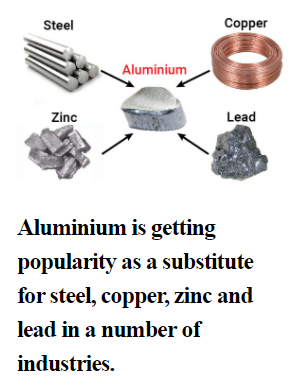 Steel
Copper
Aluminium
Zinc
Lead
Aluminium is getting
popularity as a substitute
for steel, copper, zinc and
lead in a number of
industries.